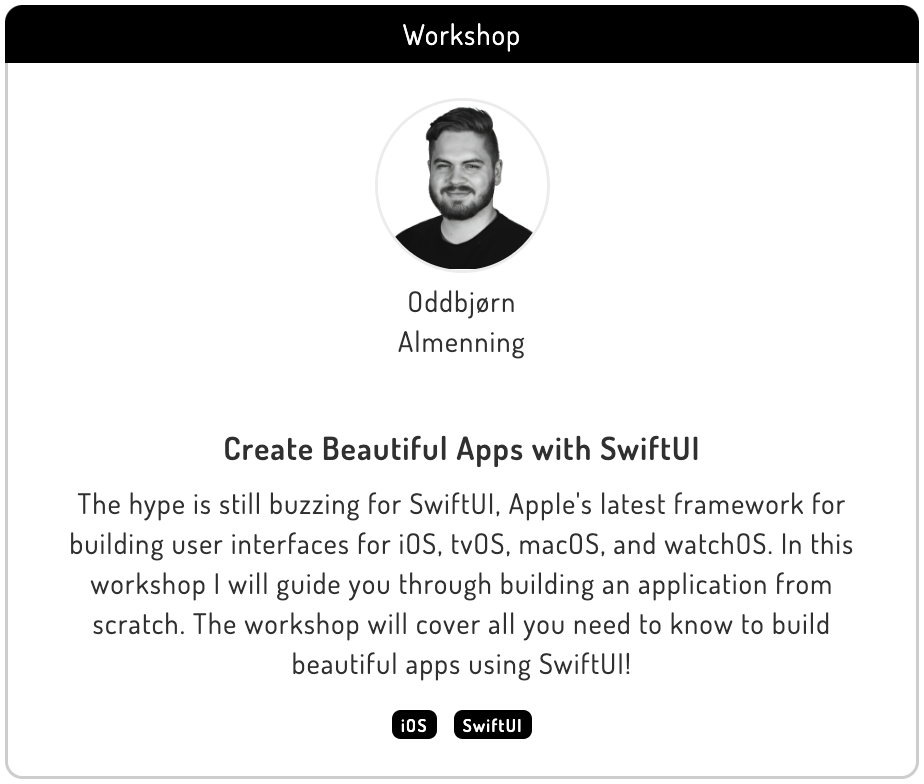 Workshop
Oddbjørn
Almenning
Create Beautiful Apps with SwiftUI
The hype is still buzzing for SwiftUI, Apple's latest framework for
building user interfaces for iOS, tvOS, macOS, and watchOS. In this
workshop I will guide you through building an application from
scratch. The workshop will cover all you need to know to build
beautiful apps using SwiftUI!
iOS SwiftUI